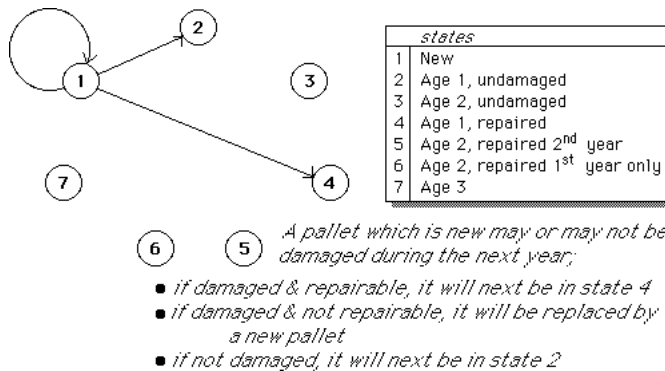 2
1
3
7
4
6
5
states
1 New
2 Age 1, undamaged
3 Age 2, undamaged
4 Age 1, repaired
5 Age 2, repaired 2nd year
6 Age 2, repaired 1st year only
7 Age 3
A pallet which is new may or may not be
damaged during the next year;
• if damaged & repairable, it will next be in state 4
• if damaged & not repairable, it will be replaced by
a new pallet
• if not damaged, it will next be in state 2